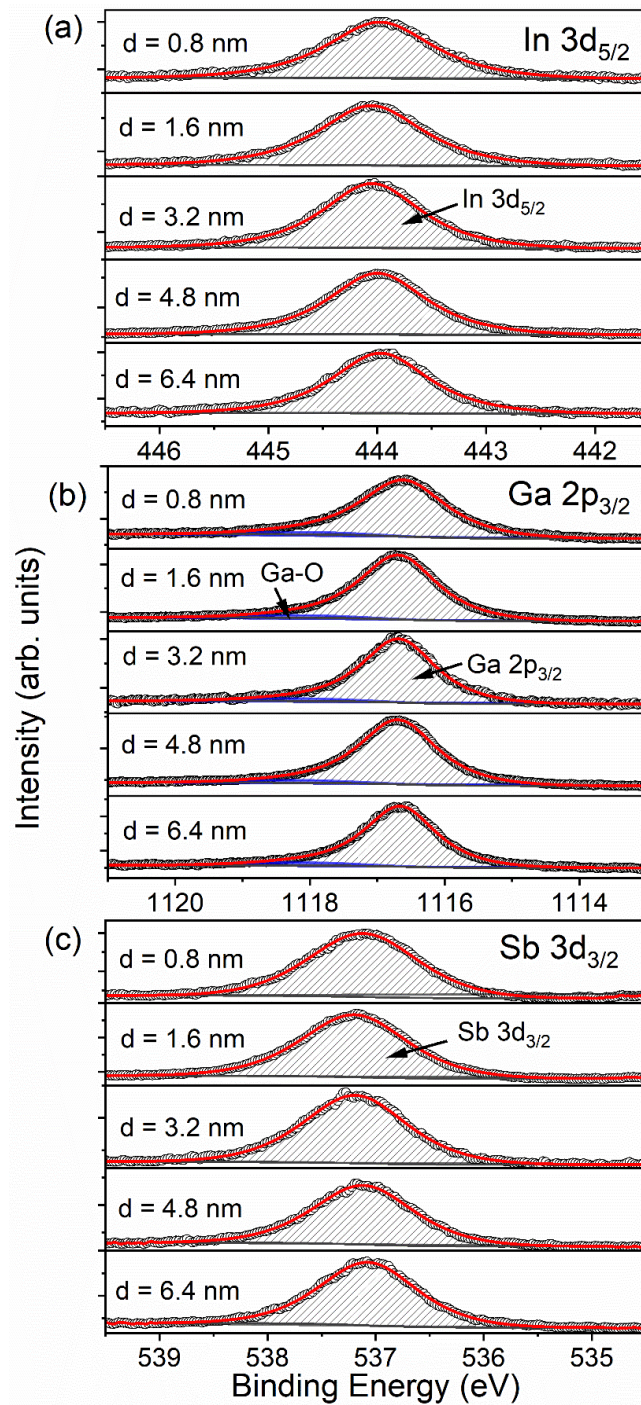 (a)
In 3d5/2
d = 0.8 nm
d = 1.6 nm
d = 3.2 nm
In 3d5/2
d = 4.8 nm
d = 6.4 nm
446 445 444 443 442
(b)
Ga 2p3/2
d = 0.8 nm
Ga-O
d = 1.6 nm
d = 3.2 nm
Ga 2p3/2
d = 4.8 nm
d = 6.4 nm
1120 1118 1116 1114
Intensity (arb. units)
(c)
Sb 3d3/2
d = 0.8 nm
d = 1.6 nm
Sb 3d3/2
d = 3.2 nm
d = 4.8 nm
d = 6.4 nm
539 538 537 536 535
Binding Energy (eV)